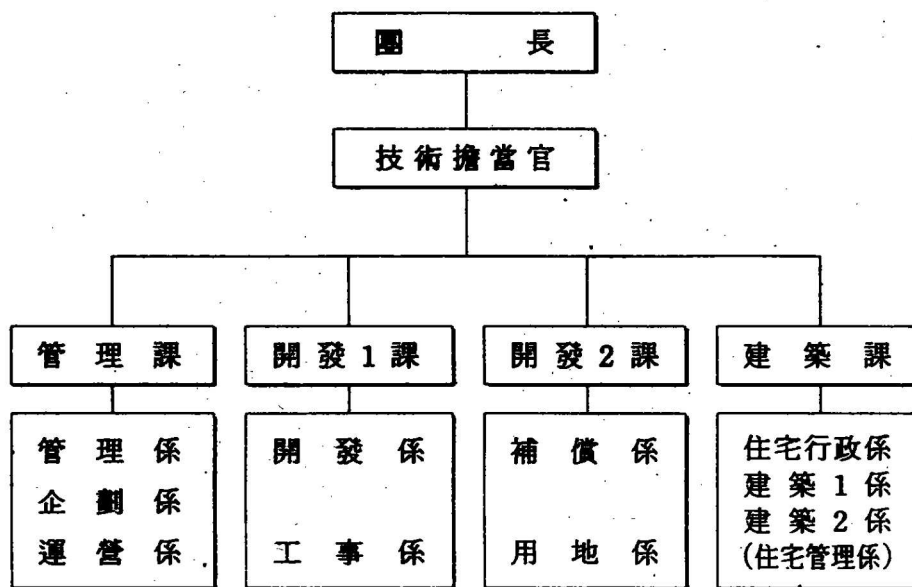 團長
技術擔當官
管理課
開發1課
開發2課
建築課
管理係
企劃係
運營係
開發係
工事係
補償係
用地係
住宅行政係
建築1係
建築2係
(住宅管理係)